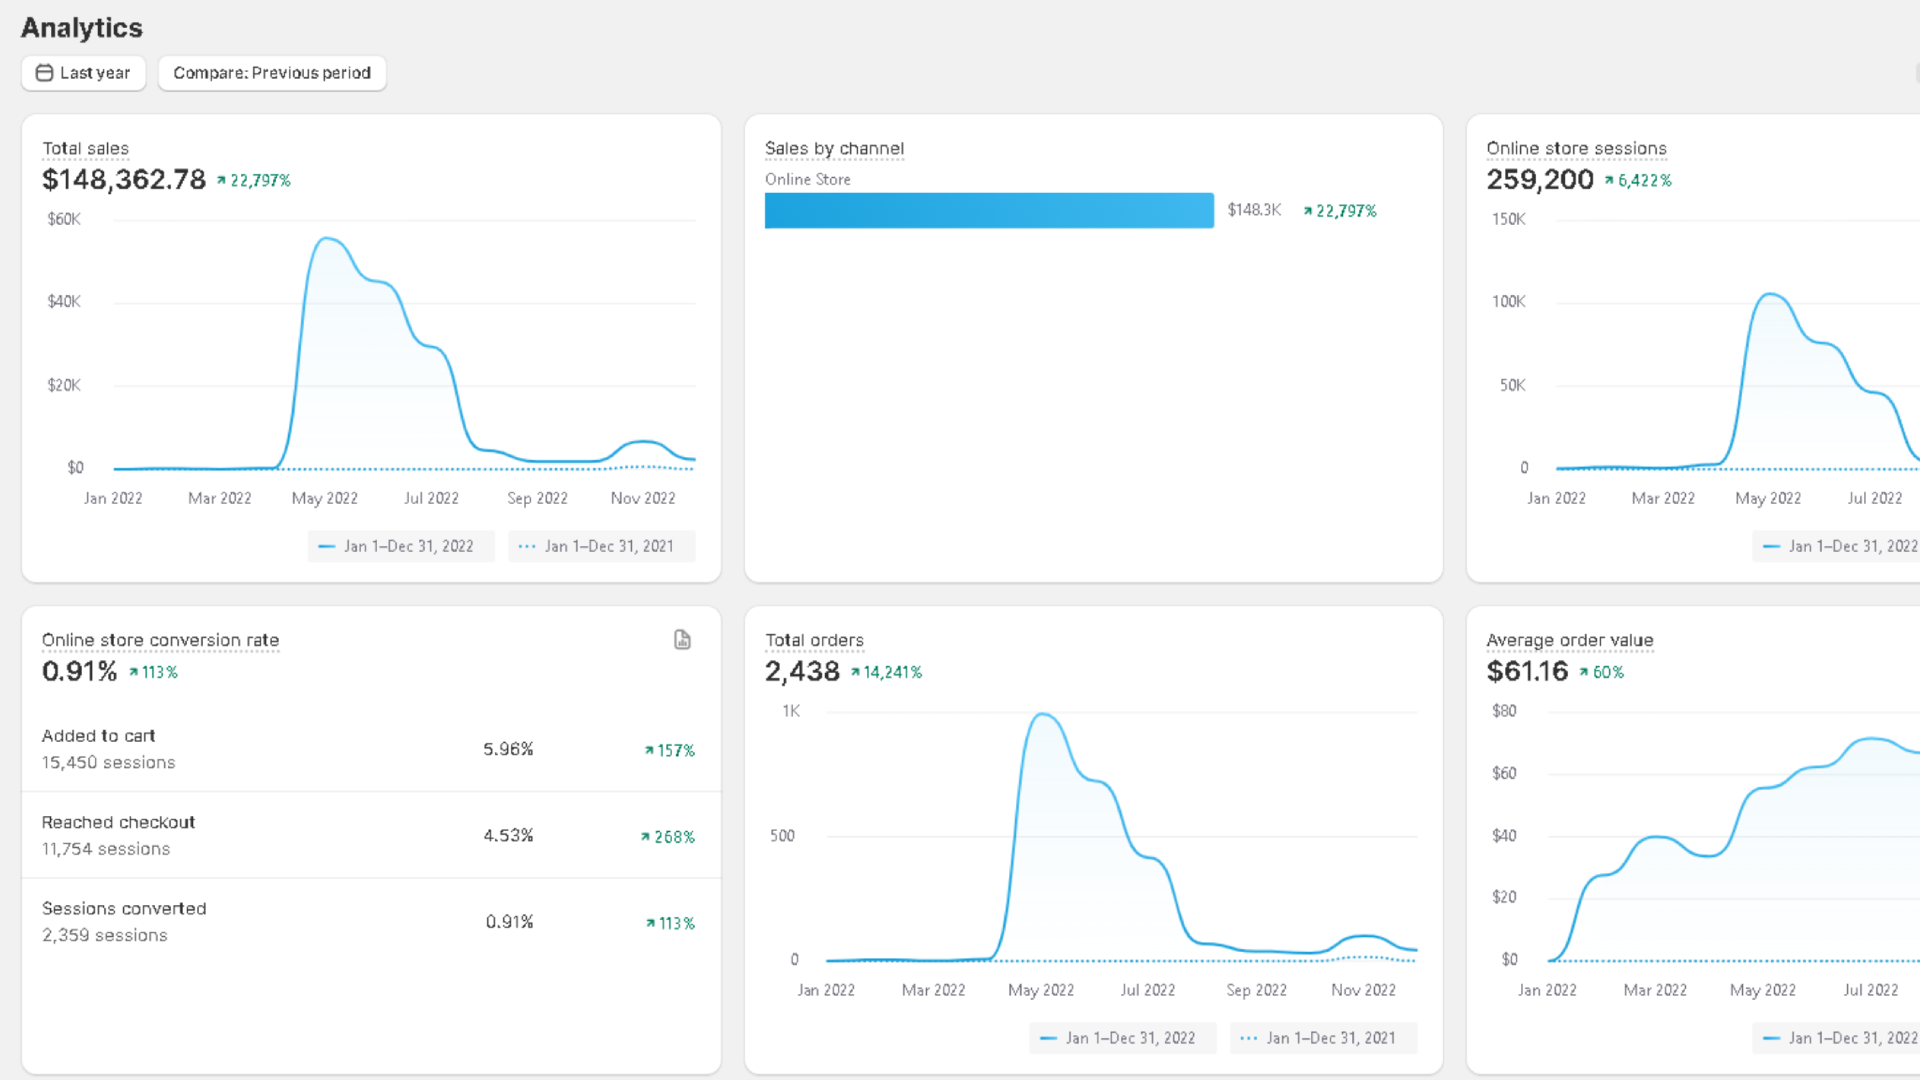 Analytics
Last year
Compare: Previous period
Total sales
$148,362.78 22,797%
$60K
$40K
$20K
$0
Jan 2022 Mar 2022 May 2022 Jul 2022 Sep 2022 Nov 2022
Jan 1–Dec 31, 2022 Jan 1–Dec 31, 2021
Sales by channel
Online Store
$148.3K 22,797%
Online store sessions
259,200 6,422%
150K
100K
50K
0
Jan 2022 Mar 2022 May 2022 Jul 2022
Jan 1–Dec 31, 2022
Online store conversion rate
0.91% 113%
Added to cart
15,450 sessions
5.96% 157%
Reached checkout
11,754 sessions
4.53% 268%
Sessions converted
2,359 sessions
0.91% 113%
Total orders
2,438 14,241%
1K
500
0
Jan 2022 Mar 2022 May 2022 Jul 2022 Sep 2022 Nov 2022
Jan 1–Dec 31, 2022 Jan 1–Dec 31, 2021
Average order value
$61.16 60%
$80
$60
$40
$20
$0
Jan 2022 Mar 2022 May 2022 Jul 2022
Jan 1–Dec 31, 2022